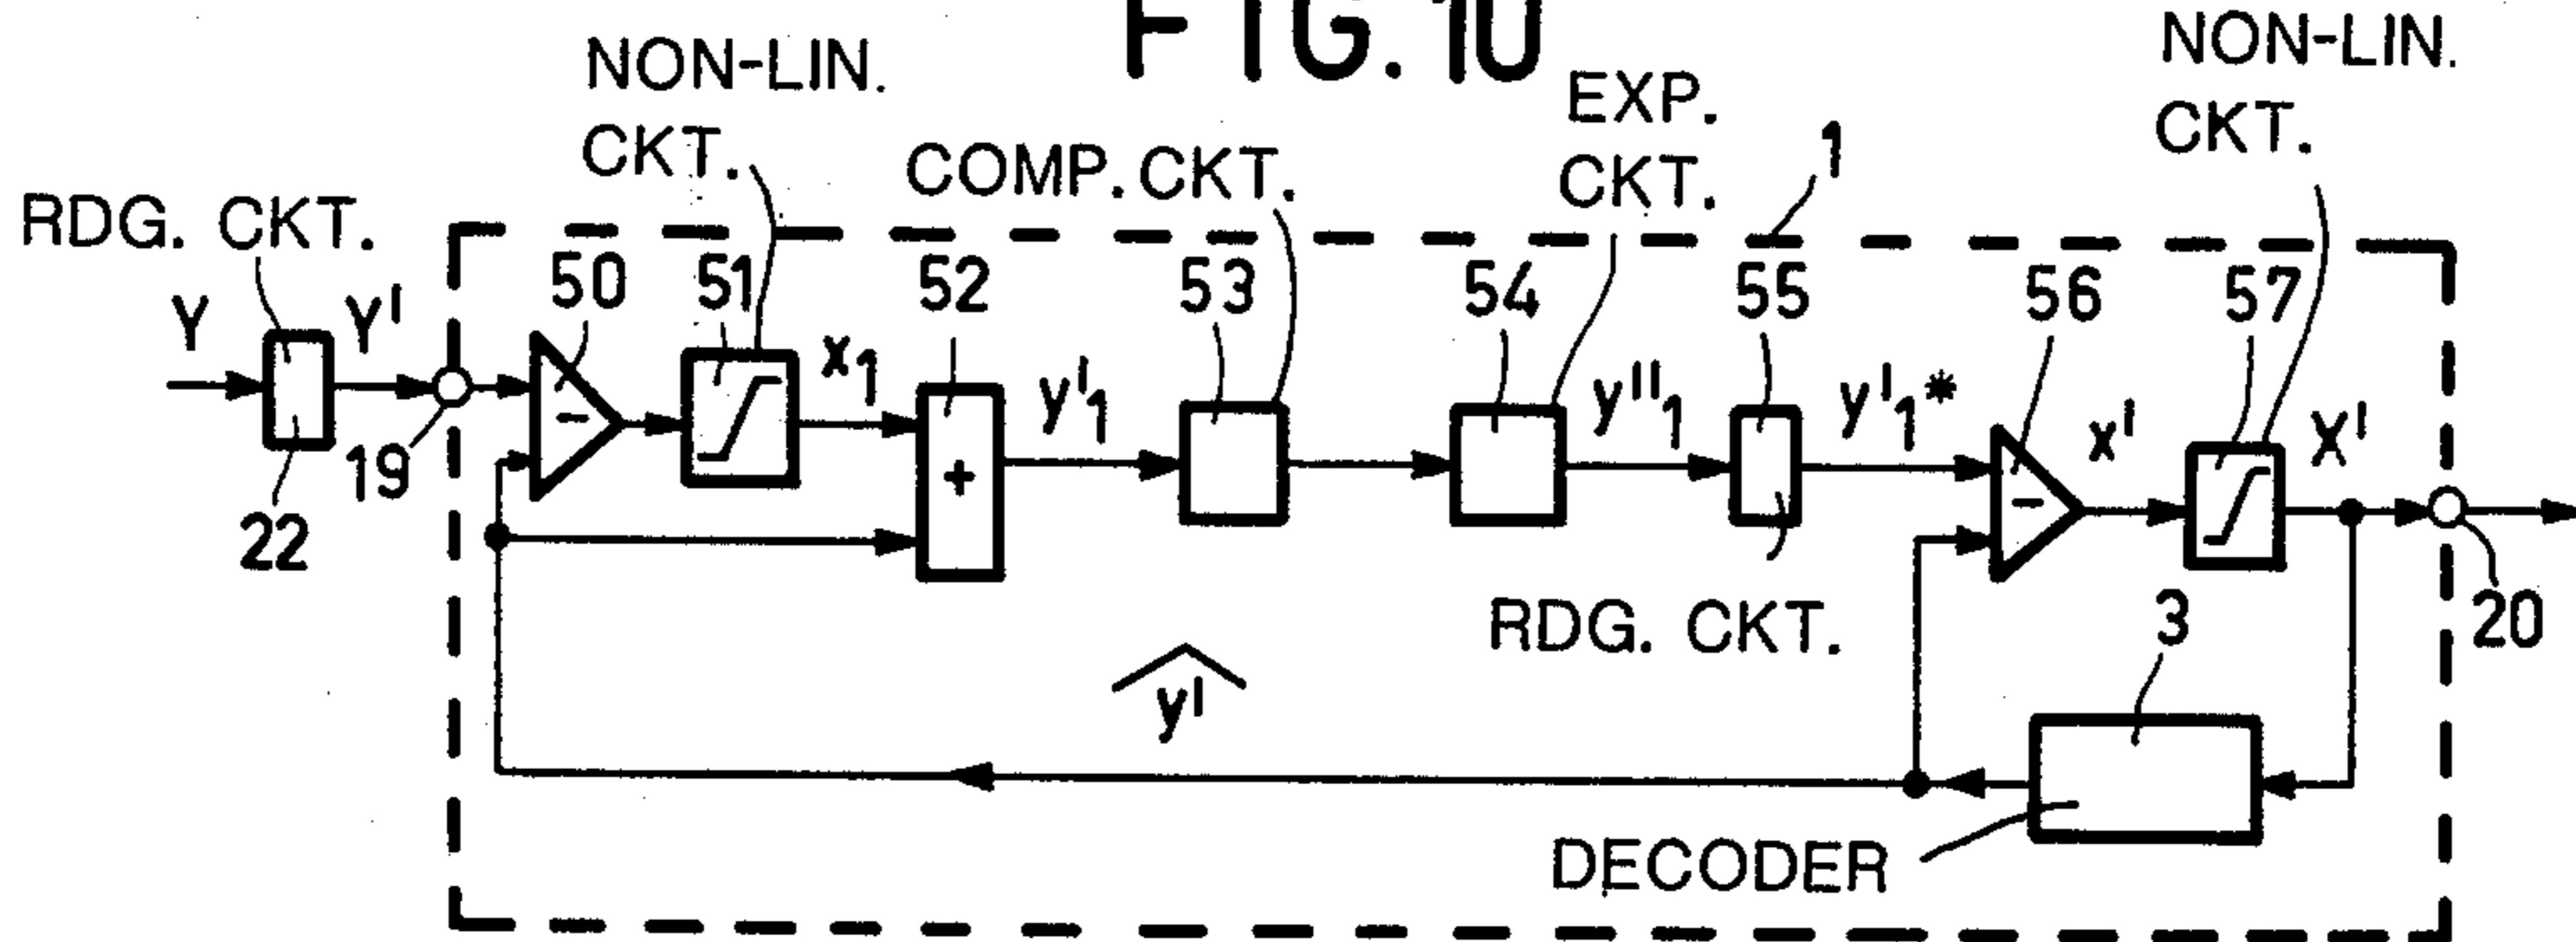 FIG. 10
NON-LIN.
CKT.
NON-LIN.
CKT.
EXP.
CKT.
COMP. CKT.
1
RDG. CKT.
50
51
52
53
54
55
56
57
Y
Y'
x1
y'1
y''1
y'1*
x'
X'
-
+
-
19
22
20
RDG. CKT.
3
y'
DECODER